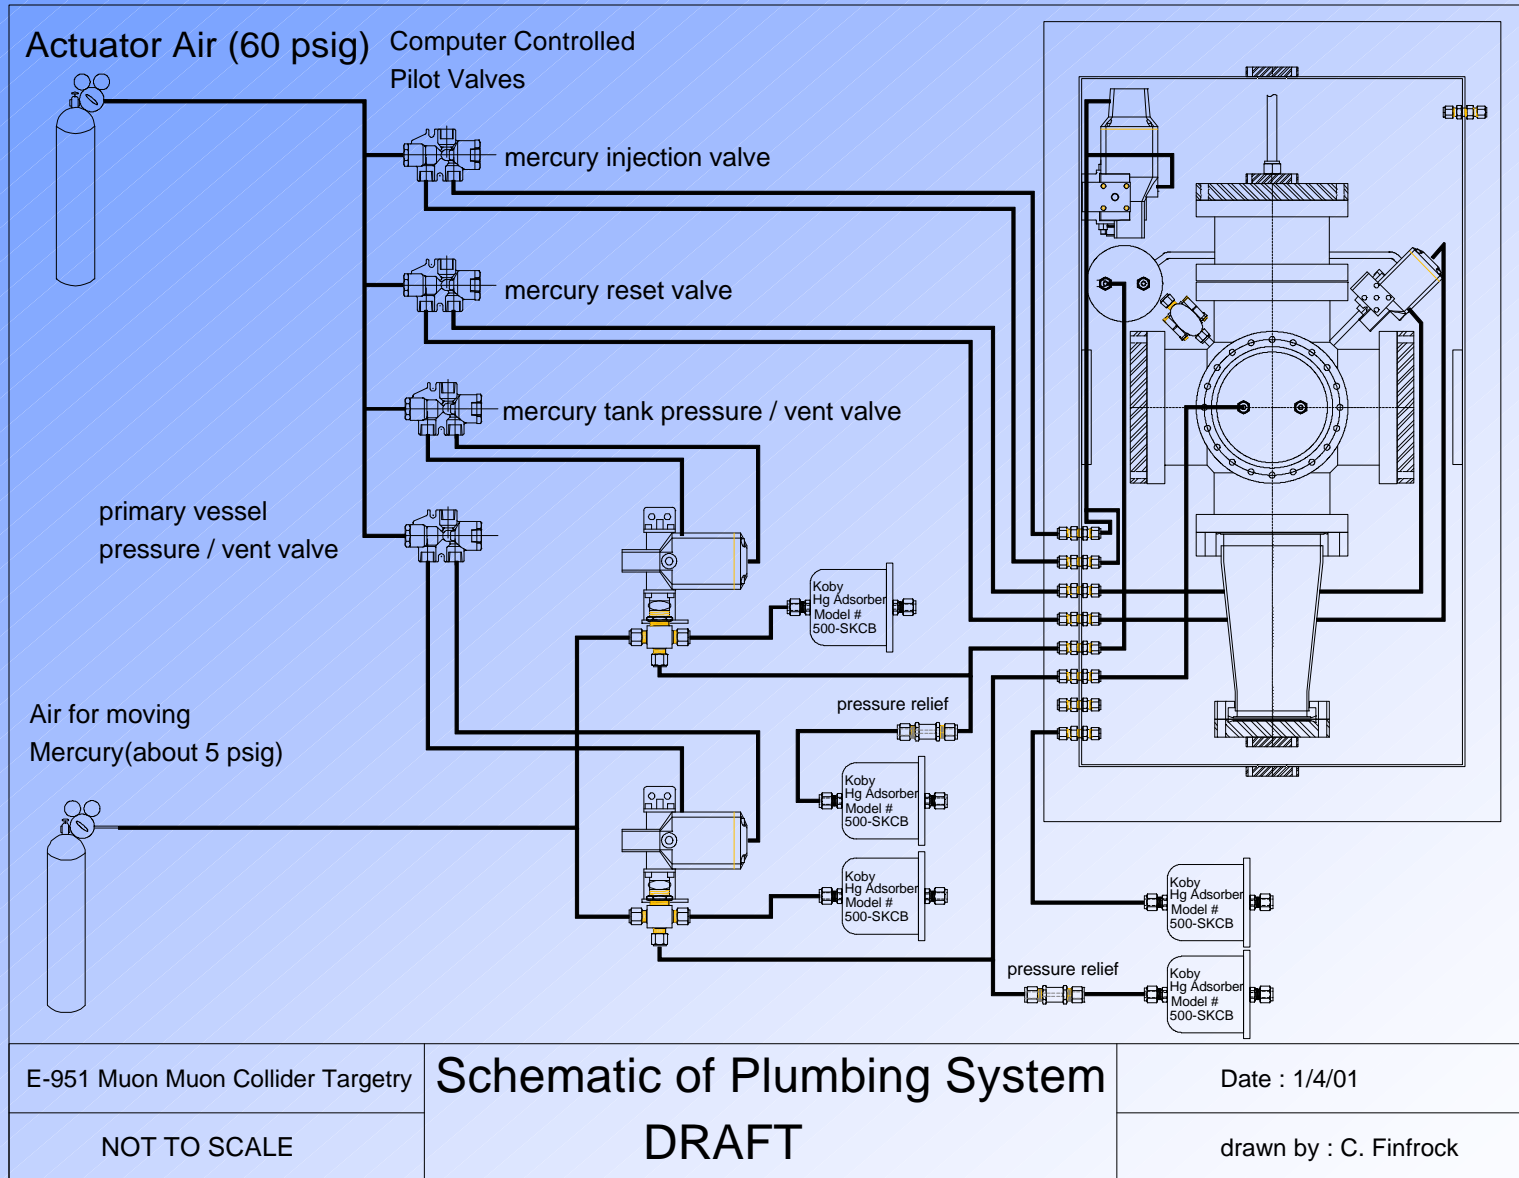 Actuator Air (60 psig)
Computer Controlled
Pilot Valves
mercury injection valve
mercury reset valve
mercury tank pressure / vent valve
primary vessel
pressure / vent valve
Koby
Hg Adsorber
Model #
500-SKCB
Air for moving
Mercury(about 5 psig)
pressure relief
Koby
Hg Adsorber
Model #
500-SKCB
Koby
Hg Adsorber
Model #
500-SKCB
Koby
Hg Adsorber
Model #
500-SKCB
pressure relief
Koby
Hg Adsorber
Model #
500-SKCB
E-951 Muon Muon Collider Targetry
NOT TO SCALE
Schematic of Plumbing System
DRAFT
Date : 1/4/01
drawn by : C. Finfrock